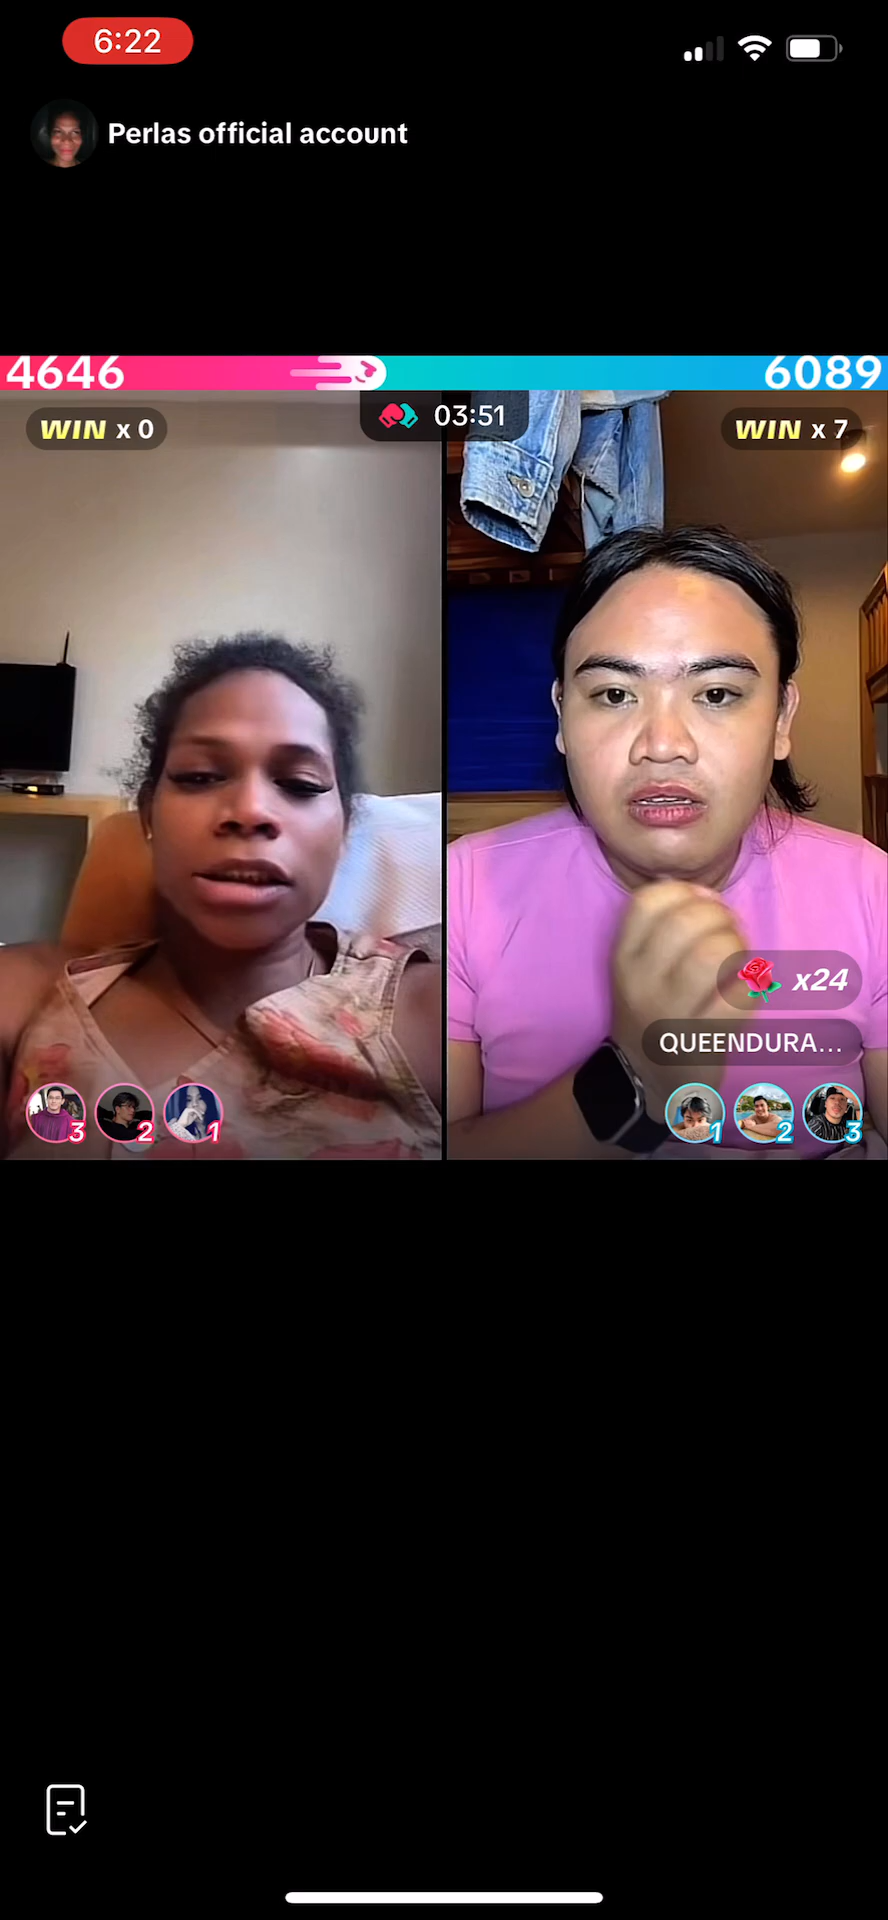 6:22
Perlas official account
4646
6089
WIN x 0
03:51
WIN x 7
x24
QUEENDURA...
3
2
1
1
2
3